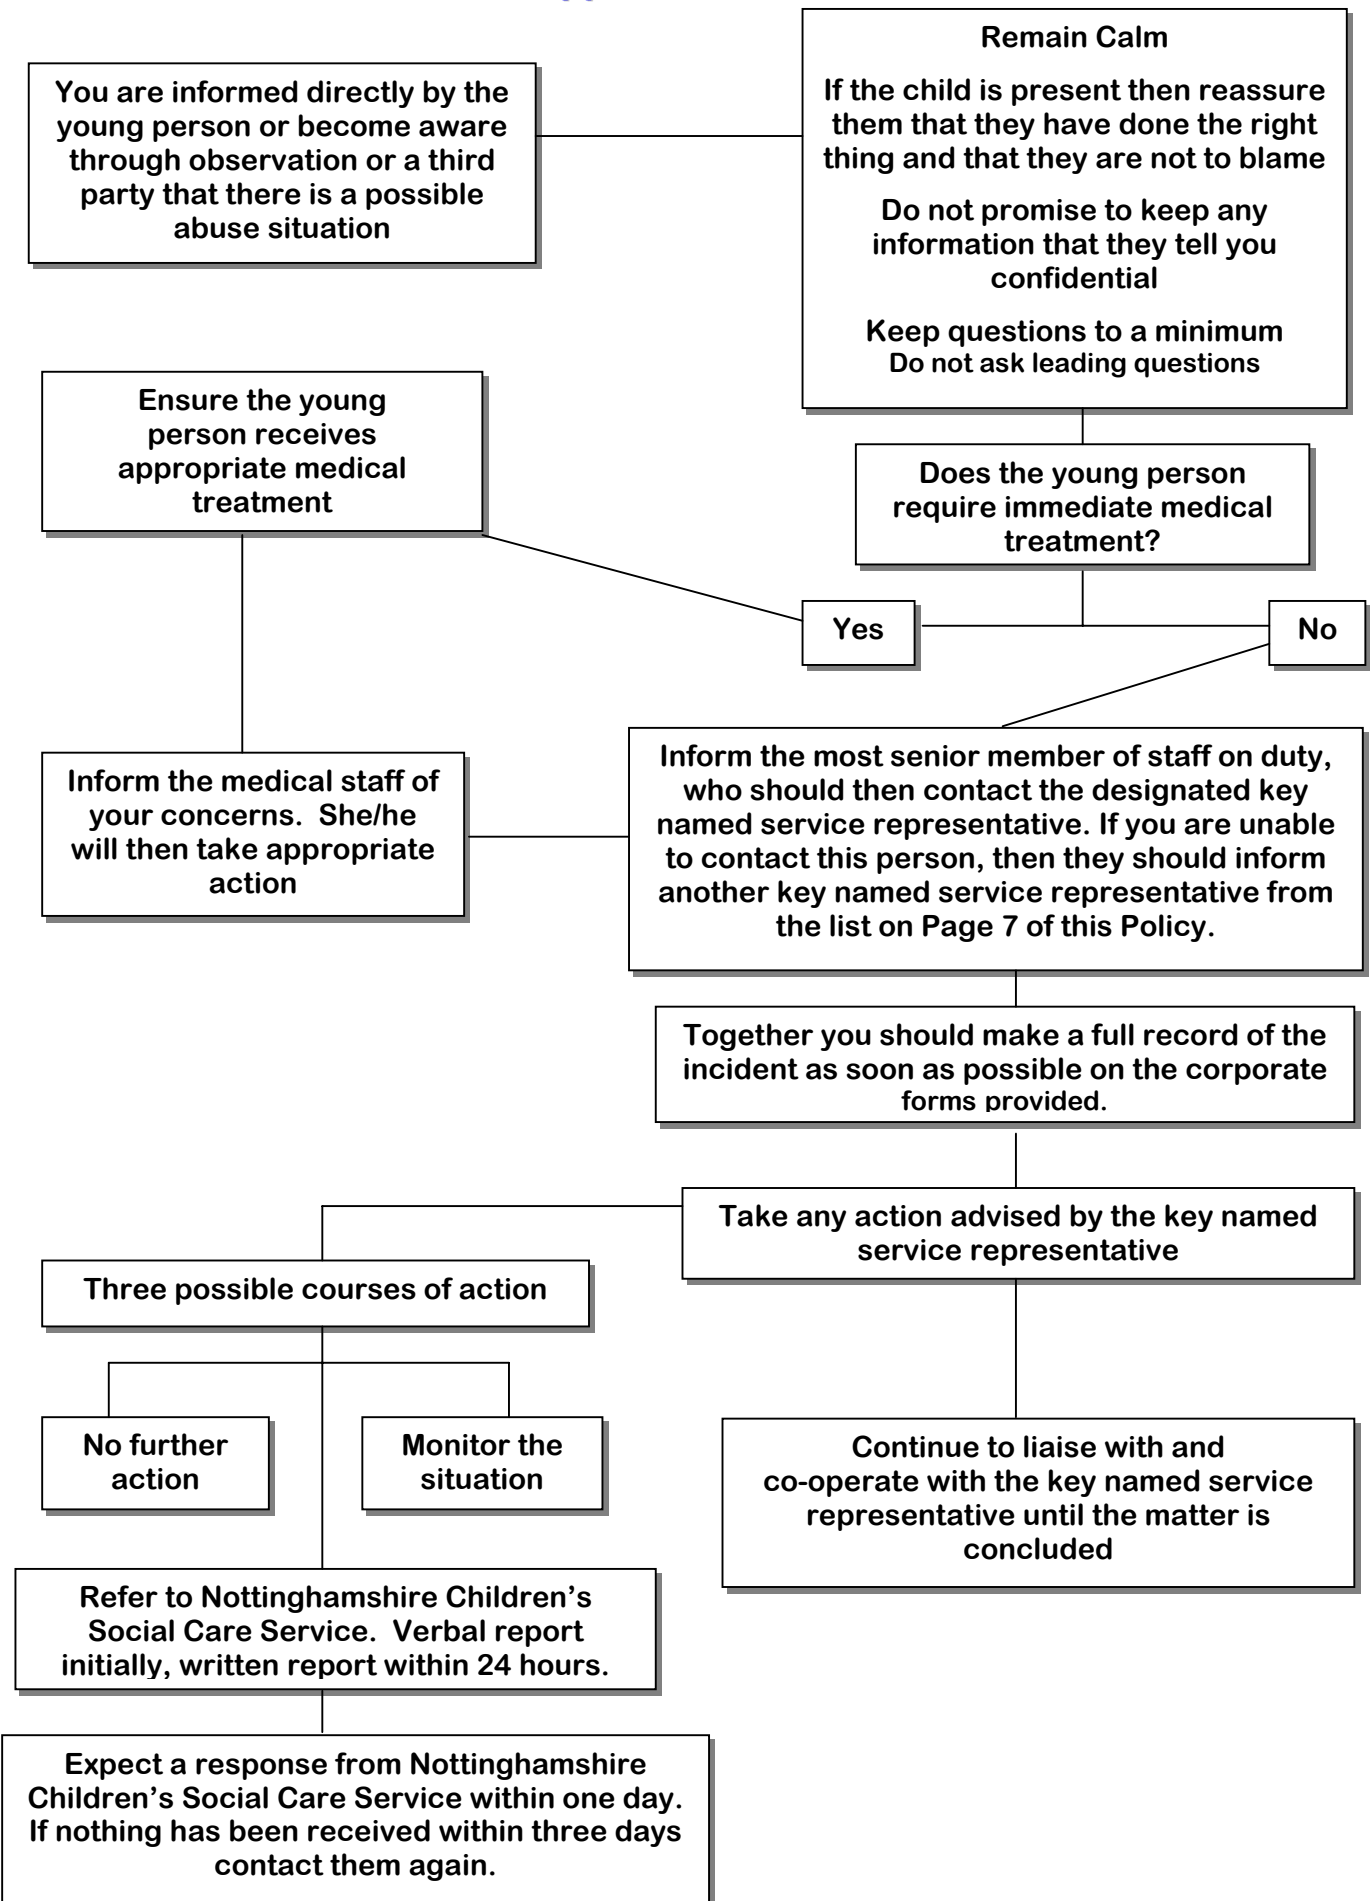 Remain Calm
If the child is present then reassure
them that they have done the right
thing and that they are not to blame
Do not promise to keep any
information that they tell you
confidential
Keep questions to a minimum
Do not ask leading questions
You are informed directly by the
young person or become aware
through observation or a third
party that there is a possible
abuse situation
Ensure the young
person receives
appropriate medical
treatment
Does the young person
require immediate medical
treatment?
Yes
No
Inform the medical staff of
your concerns.  She/he
will then take appropriate
action
Inform the most senior member of staff on duty,
who should then contact the designated key
named service representative. If you are unable
to contact this person, then they should inform
another key named service representative from
the list on Page 7 of this Policy.
Together you should make a full record of the
incident as soon as possible on the corporate
forms provided.
Take any action advised by the key named
service representative
Three possible courses of action
No further
action
Monitor the
situation
Continue to liaise with and
co-operate with the key named service
representative until the matter is
concluded
Refer to Nottinghamshire Children’s
Social Care Service.  Verbal report
initially, written report within 24 hours.
Expect a response from Nottinghamshire
Children’s Social Care Service within one day.
If nothing has been received within three days
contact them again.